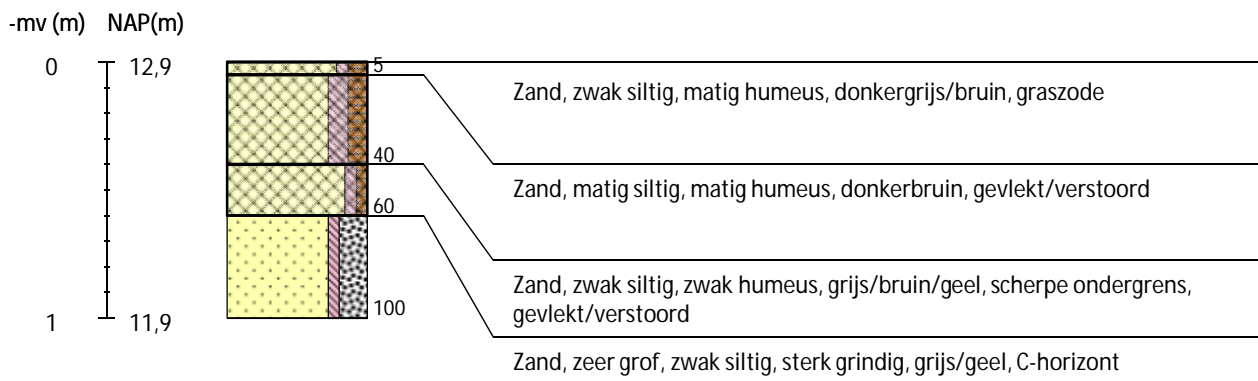 -mv (m) NAP(m)
0 12,9
5
Zand, zwak siltig, matig humeus, donkergrijs/bruin, graszode
40
Zand, matig siltig, matig humeus, donkerbruin, gevlekt/verstoord
60
Zand, zwak siltig, zwak humeus, grijs/bruin/geel, scherpe ondergrens,
gevlekt/verstoord
100
1 11,9
Zand, zeer grof, zwak siltig, sterk grindig, grijs/geel, C-horizont